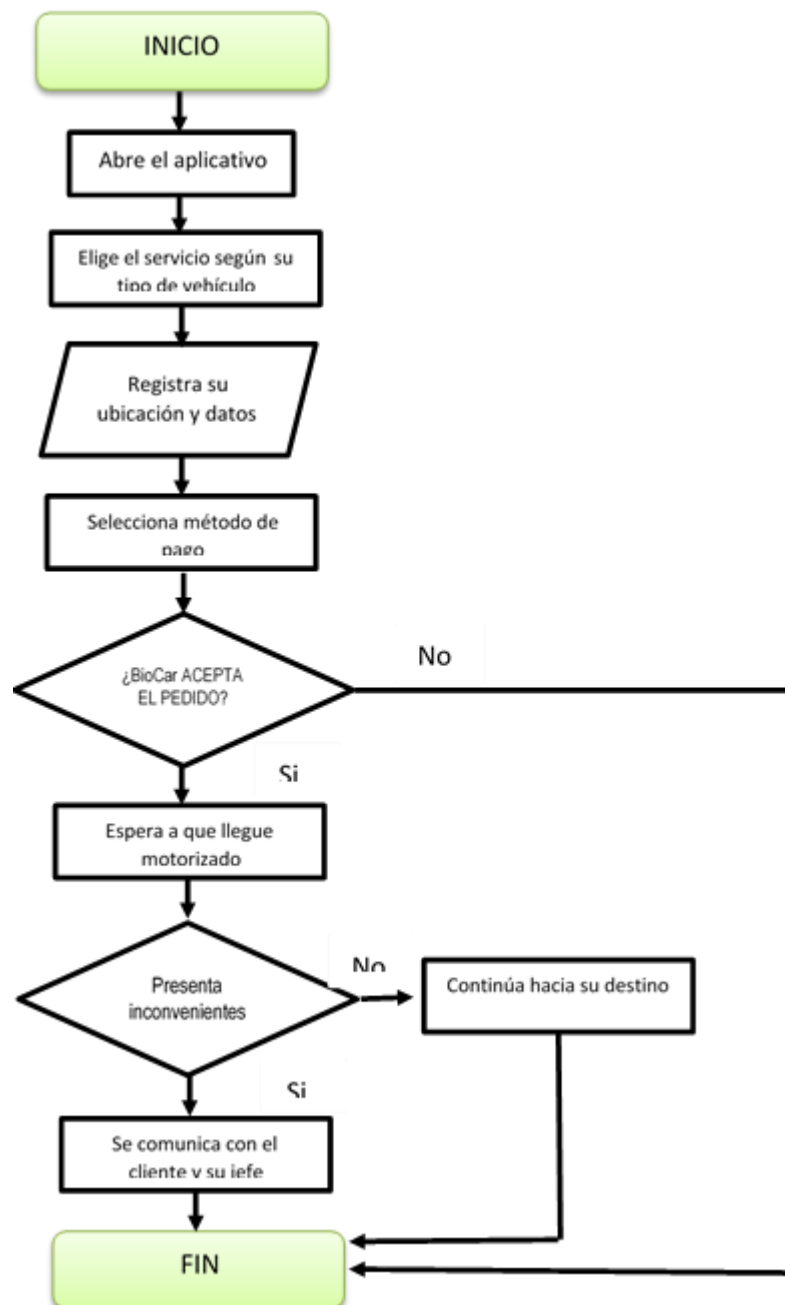 INICIO
Abre el aplicativo
Elige el servicio según su
tipo de vehículo
Registra su
ubicación y datos
Selecciona método de
pago
¿BioCar ACEPTA
EL PEDIDO?
No
Si
Espera a que llegue
motorizado
Presenta
inconvenientes
No
Continúa hacia su destino
Si
Se comunica con el
cliente y su jefe
FIN